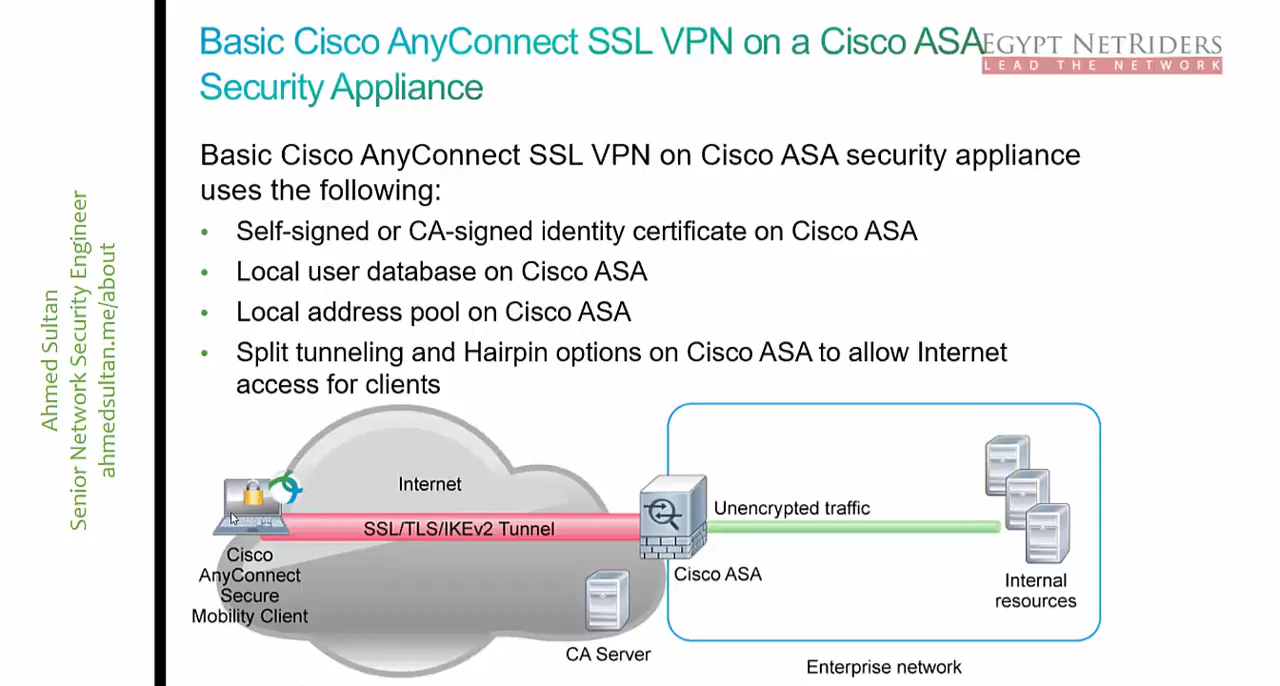 Basic Cisco AnyConnect SSL VPN on a Cisco ASA
Security Appliance
EGYPT NETRIDERS
LEAD THE NETWORK
Basic Cisco AnyConnect SSL VPN on Cisco ASA security appliance
uses the following:
• Self-signed or CA-signed identity certificate on Cisco ASA
• Local user database on Cisco ASA
• Local address pool on Cisco ASA
• Split tunneling and Hairpin options on Cisco ASA to allow Internet
access for clients
Ahmed Sultan
Senior Network Security Engineer
ahmedsultan.me/about
Internet
SSL/TLS/IKEv2 Tunnel
Cisco
AnyConnect
Secure
Mobility Client
CA Server
Cisco ASA
Unencrypted traffic
Internal
resources
Enterprise network